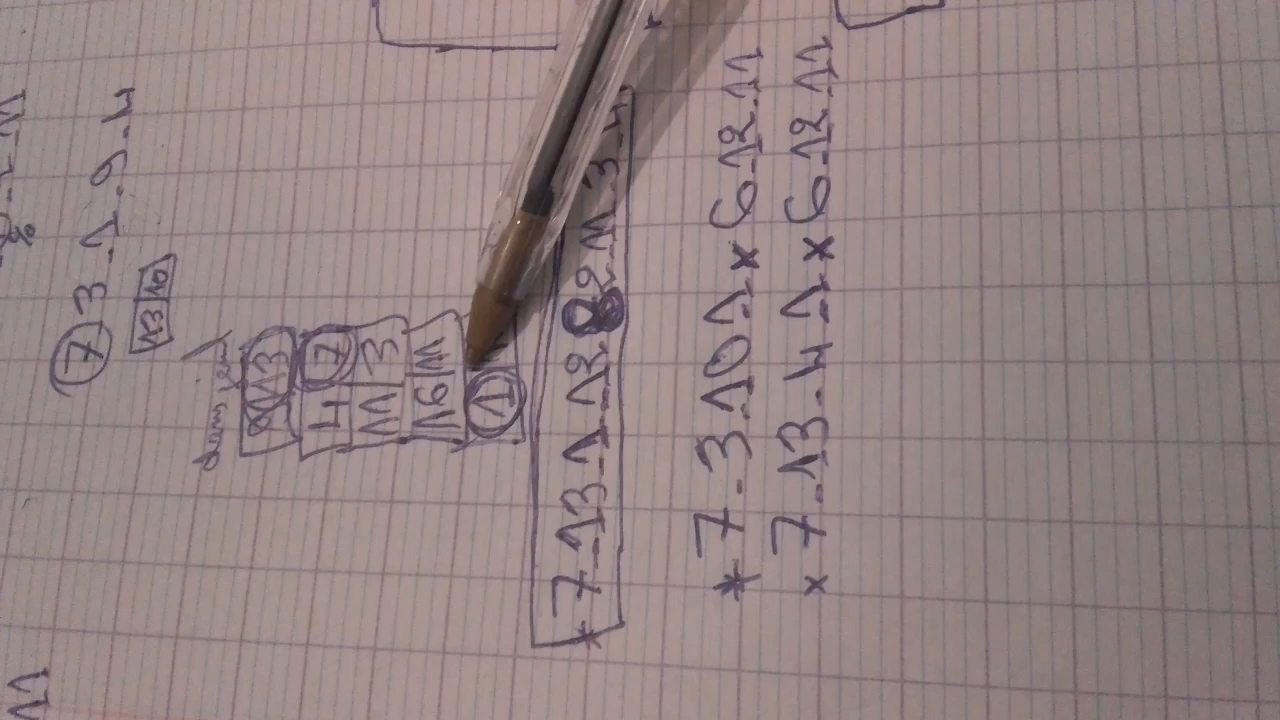 ⑦ 3 - 1 - 9 - 4
13 | 10
8 | 13
4 | 7
11 | 3
16 | 11
1
* 7 - 13 - 1 - 12 8 2 - 11 - 3 - 4
* 7 - 3 - 10 1 - x 6 - 12 - 11
x 7 - 13 - 4 1 - x 6 - 12 - 11